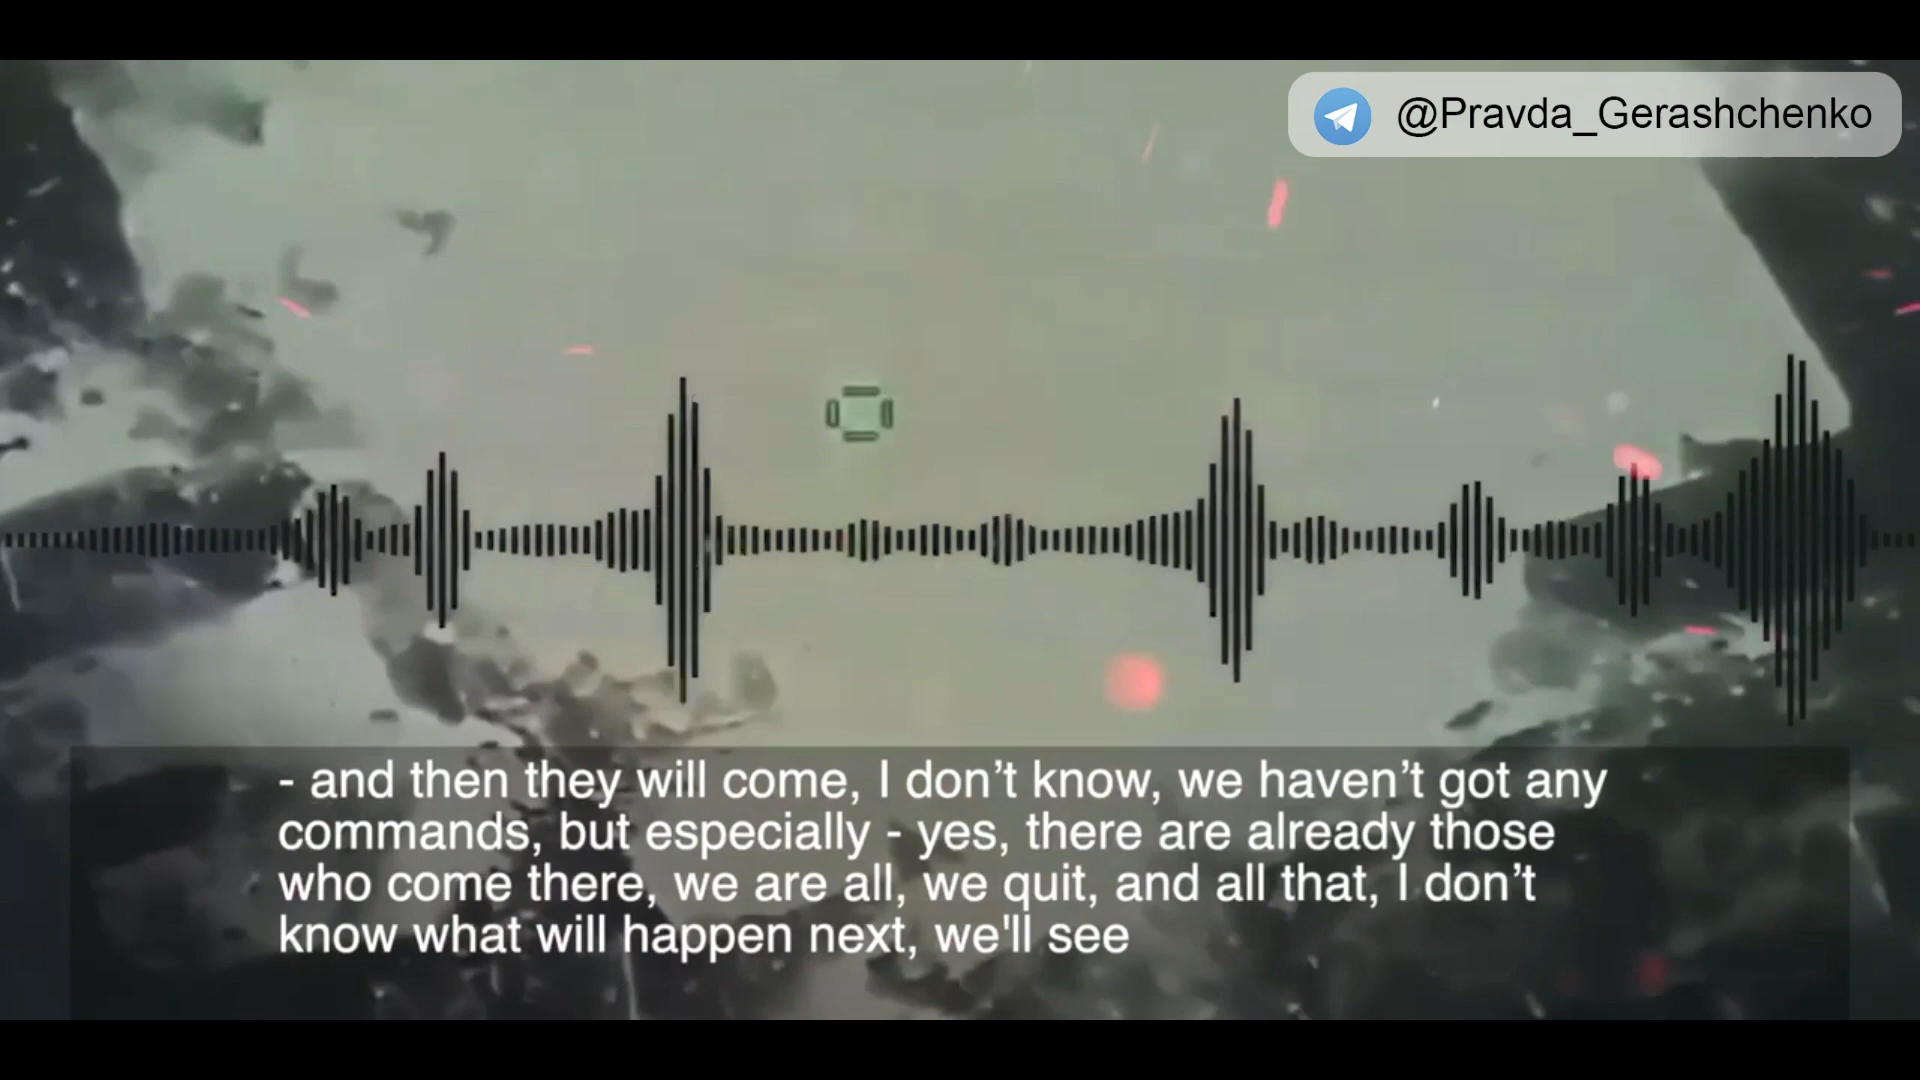 @Pravda_Gerashchenko
- and then they will come, I don’t know, we haven’t got any
commands, but especially - yes, there are already those
who come there, we are all, we quit, and all that, I don’t
know what will happen next, we'll see